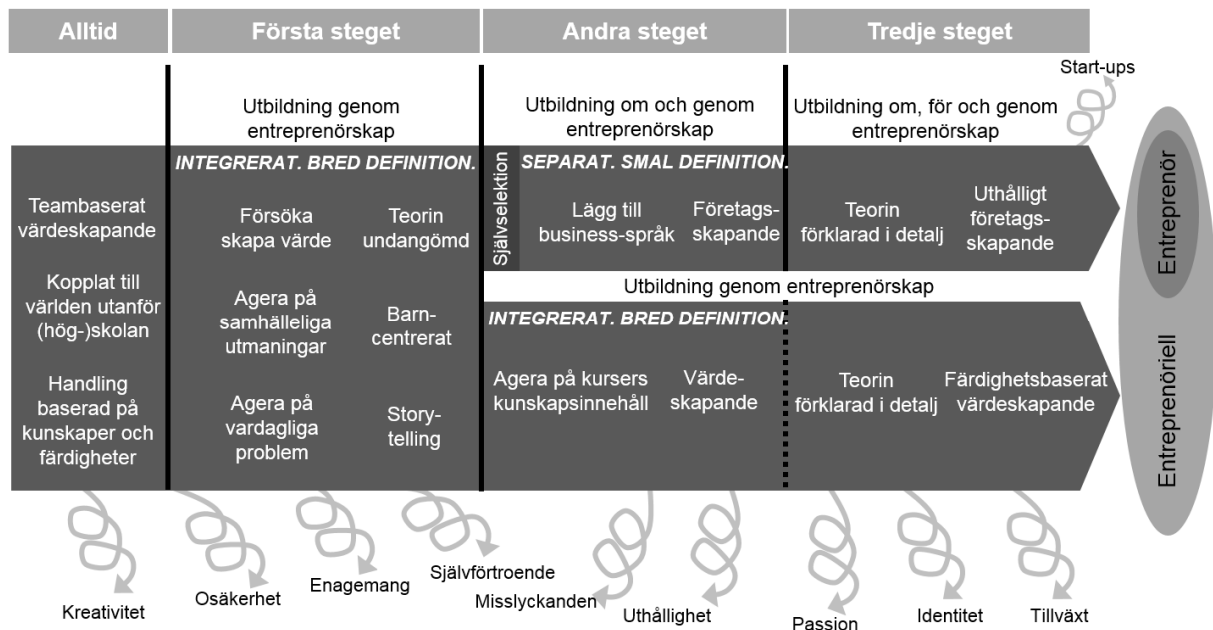 Alltid
Första steget
Andra steget
Tredje steget
Start-ups
Utbildning genom
entreprenörskap
Utbildning om och genom
entreprenörskap
Utbildning om, för och genom
entreprenörskap
Teambaserat
värdeskapande
Kopplat till
världen utanför
(hög-)skolan
Handling
baserad på
kunskaper och
färdigheter
INTEGRERAT. BRED DEFINITION.
Försöka
skapa värde
Teorin
undangömd
Agera på
samhälleliga
utmaningar
Barn-
centrerat
Agera på
vardagliga
problem
Story-
telling
Självselektion
SEPARAT. SMAL DEFINITION.
Lägg till
business-språk
Företags-
skapande
Teorin
förklarad i detalj
Uthålligt
företags-
skapande
Utbildning genom entreprenörskap
INTEGRERAT. BRED DEFINITION.
Agera på kursers
kunskapsinnehåll
Värde-
skapande
Teorin
förklarad i detalj
Färdighetsbaserat
värdeskapande
Entreprenör
Entreprenöriell
Kreativitet
Osäkerhet
Enagemang
Självförtroende
Misslyckanden
Uthållighet
Passion
Identitet
Tillväxt